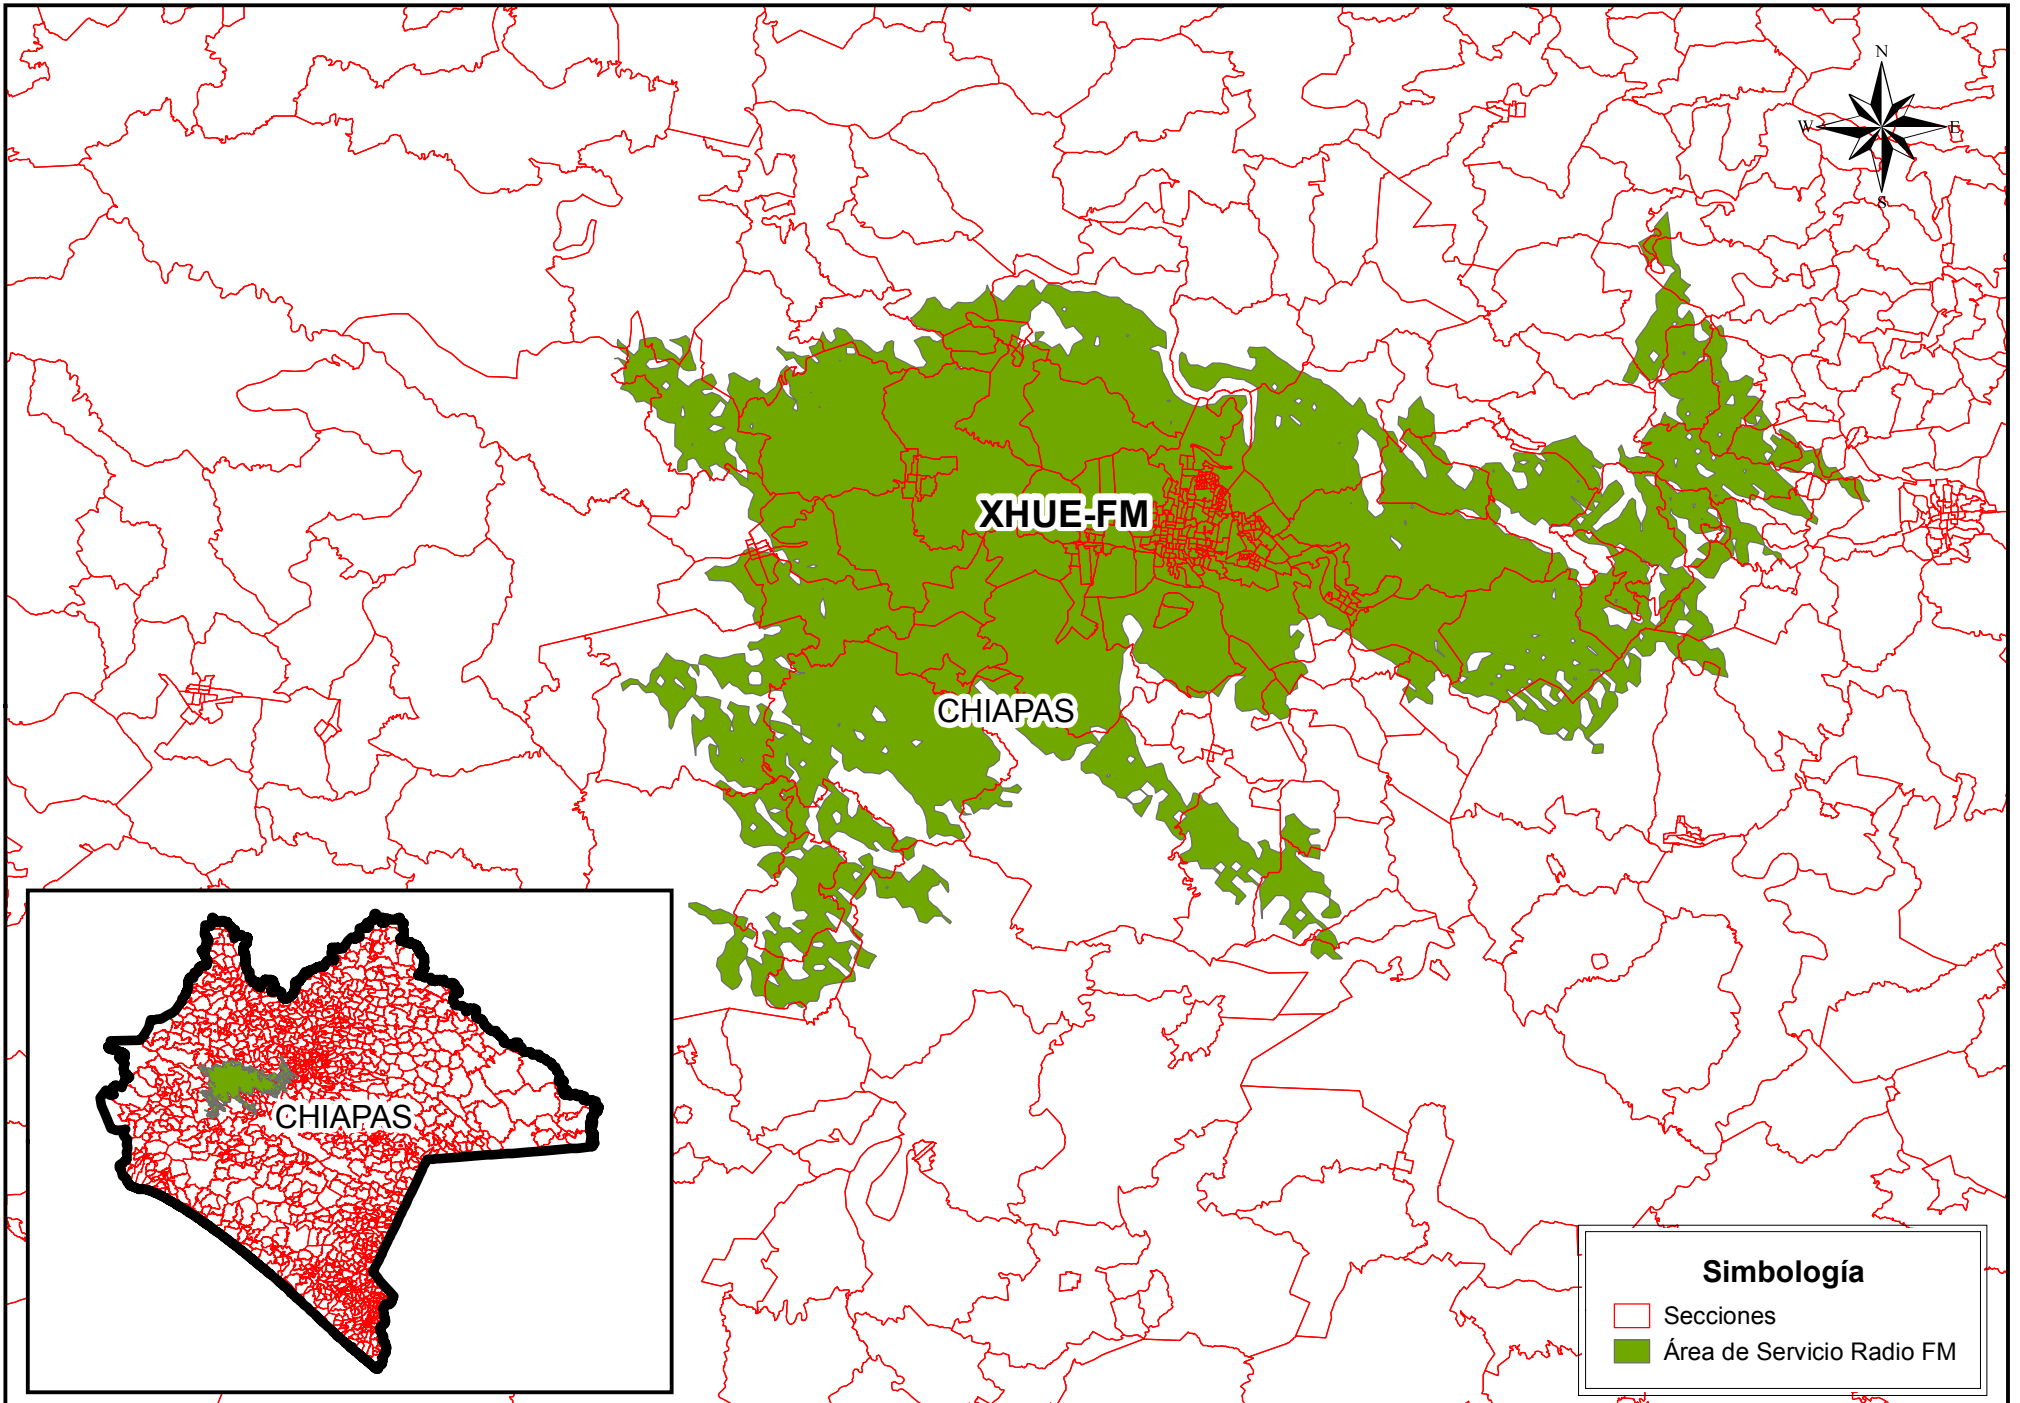 N
W
E
S
XHUE-FM
CHIAPAS
CHIAPAS
Simbología
Secciones
Área de Servicio Radio FM